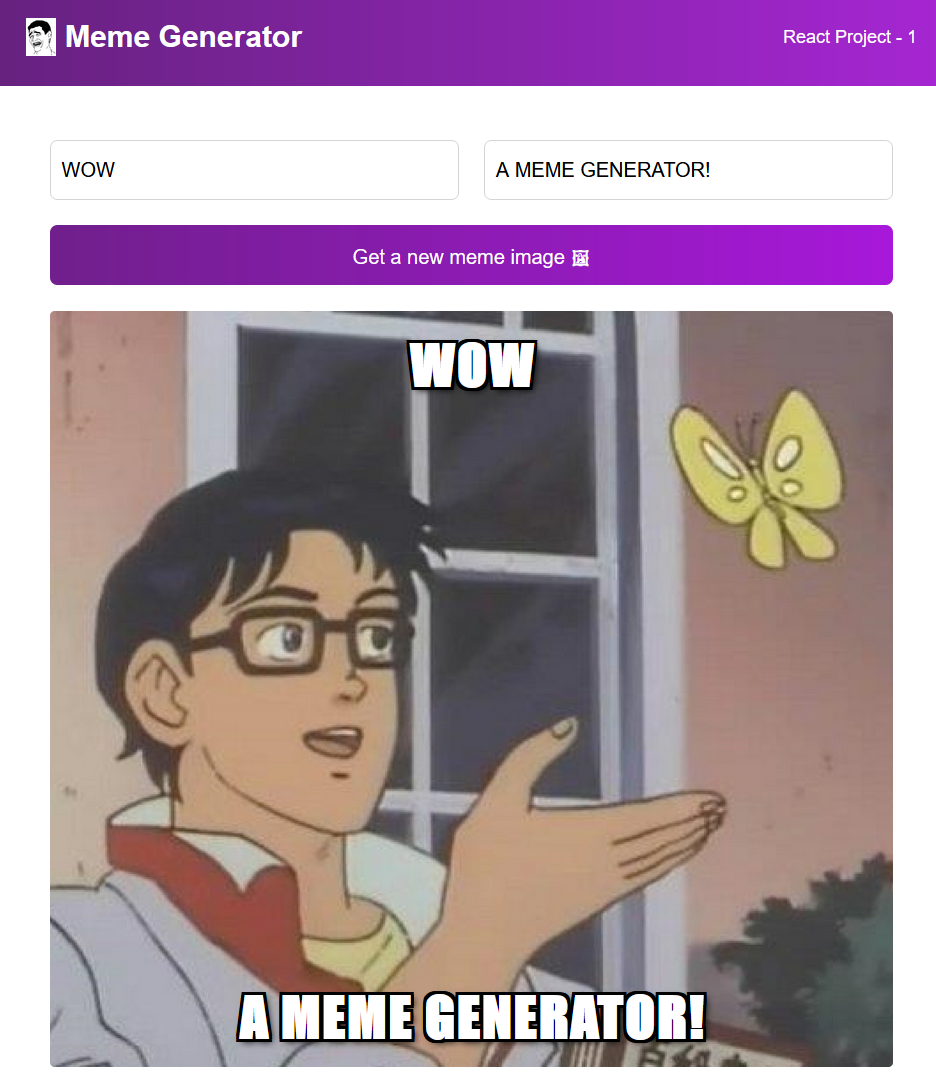 Meme Generator
React Project - 1
WOW
A MEME GENERATOR!
Get a new meme image 🖼
WOW
A MEME GENERATOR!